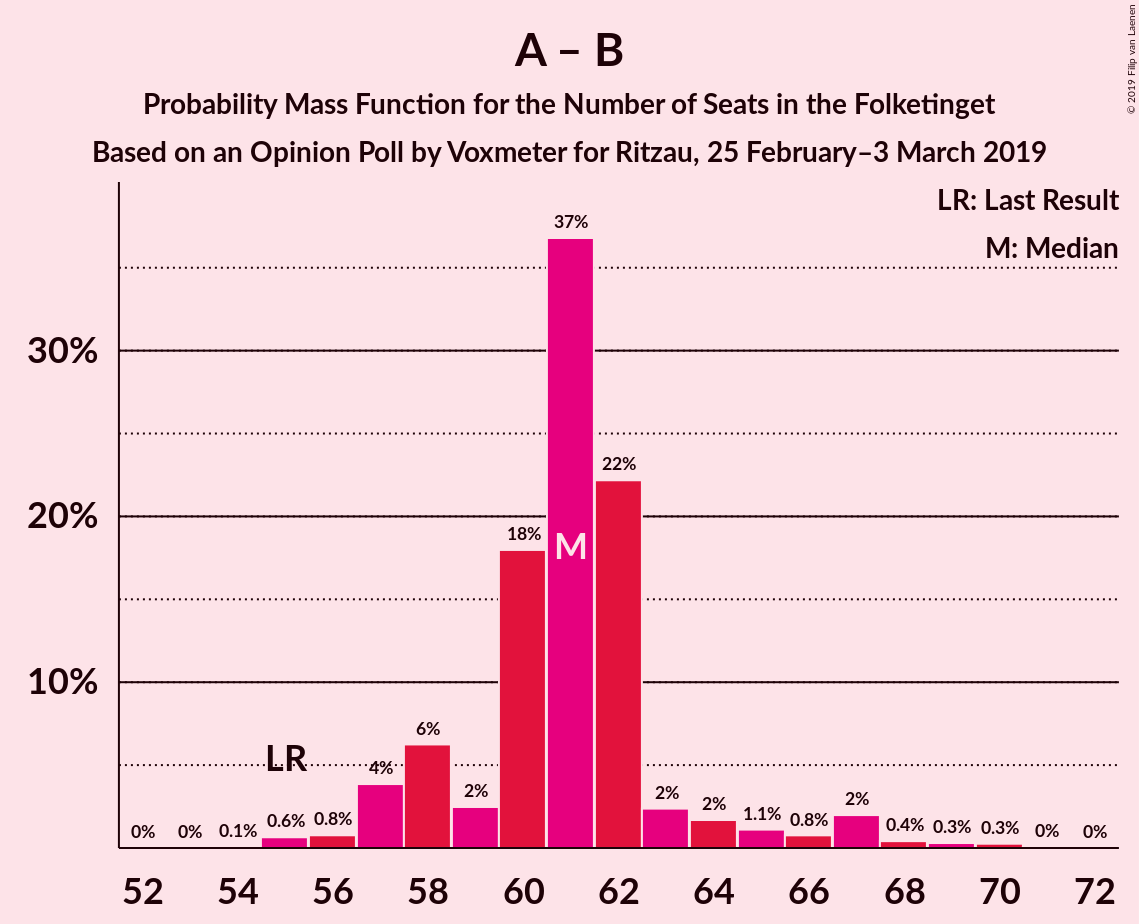 A – B
Probability Mass Function for the Number of Seats in the Folketinget
Based on an Opinion Poll by Voxmeter for Ritzau, 25 February–3 March 2019
© 2019 Filip van Laenen
LR: Last Result
M: Median
30%
20%
10%
0%
0%
0.1%
0.6%
0.8%
4%
6%
2%
18%
37%
22%
2%
2%
1.1%
0.8%
2%
0.4%
0.3%
0.3%
0%
0%
LR
M
52 54 56 58 60 62 64 66 68 70 72